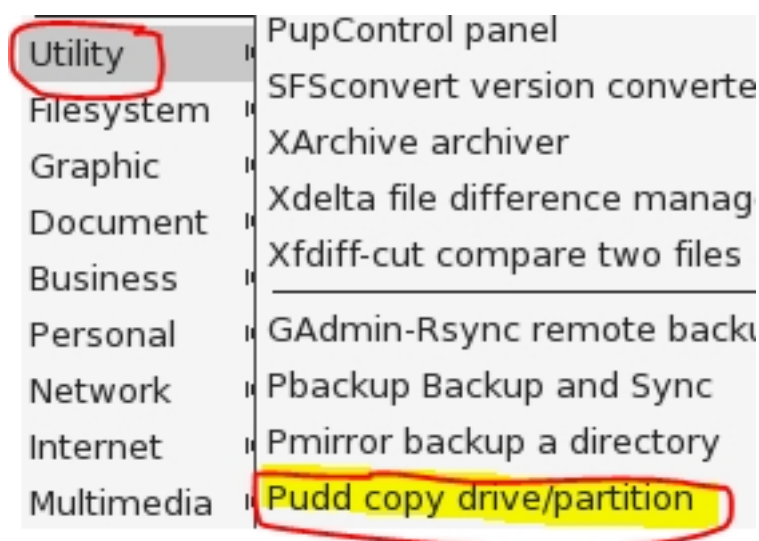 Utility
Filesystem
Graphic
Document
Business
Personal
Network
Internet
Multimedia
PupControl panel
SFSconvert version converte
XArchive archiver
Xdelta file difference manag
Xfdiff-cut compare two files
GAdmin-Rsync remote backu
Pbackup Backup and Sync
Pmirror backup a directory
Pudd copy drive/partition